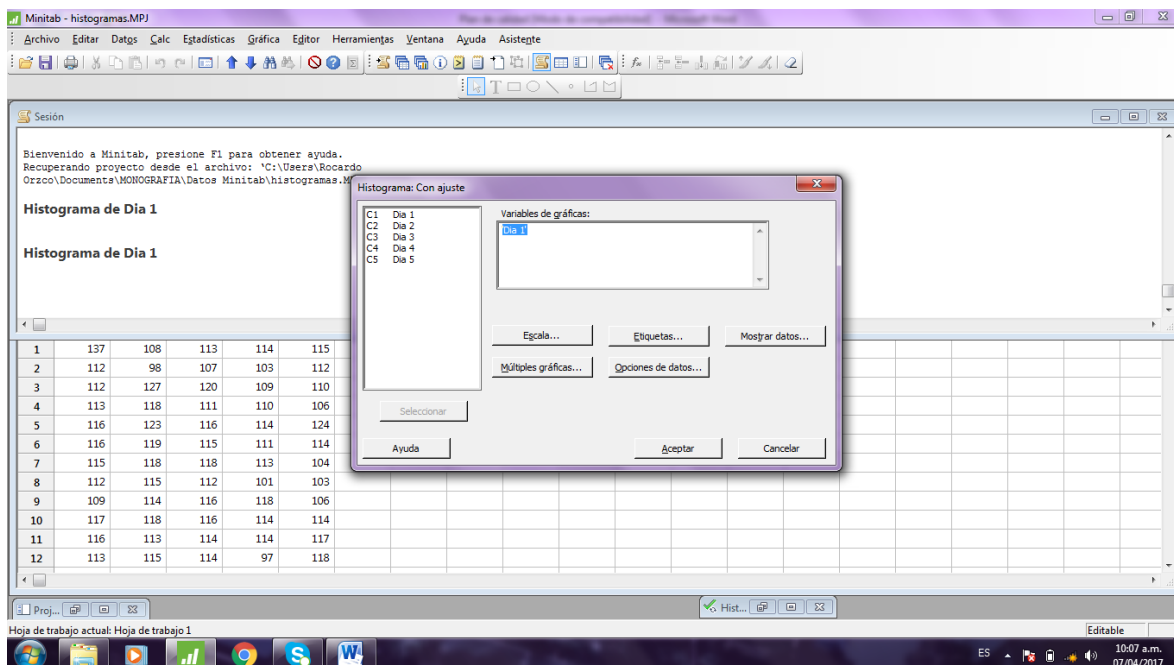 Minitab - histogramas.MPJ
Archivo Editar Datos Calc Estadísticas Gráfica Editor Herramientas Ventana Ayuda Asistente
Sesión
Bienvenido a Minitab, presione F1 para obtener ayuda.
Recuperando proyecto desde el archivo: 'C:\Users\Rocardo
Orzco\Documents\MONOGRAFIA\Datos Minitab\histogramas.M
Histograma de Dia 1
Histograma de Dia 1
Histograma: Con ajuste
C1 Dia 1
C2 Dia 2
C3 Dia 3
C4 Dia 4
C5 Dia 5
Variables de gráficas:
Dia 1
Escala... Etiquetas... Mostrar datos...
Múltiples gráficas... Opciones de datos...
Seleccionar
Ayuda Aceptar Cancelar
1 137 108 113 114 115
2 112 98 107 103 112
3 112 127 120 109 110
4 113 118 111 110 106
5 116 123 116 114 124
6 116 119 115 111 114
7 115 118 118 113 104
8 112 115 112 101 103
9 109 114 116 118 106
10 117 118 116 114 114
11 116 113 114 114 117
12 113 115 114 97 118
Proj... Hist...
Hoja de trabajo actual: Hoja de trabajo 1 Editable
ES 10:07 a.m.
07/04/2017